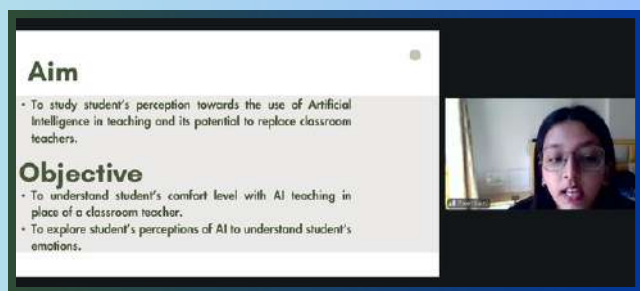 Aim
• To study student's perception towards the use of Artificial
Intelligence in teaching and its potential to replace classroom
teachers.
Objective
• To understand student's comfort level with AI teaching in
place of a classroom teacher.
• To explore student's perceptions of AI to understand student's
emotions.